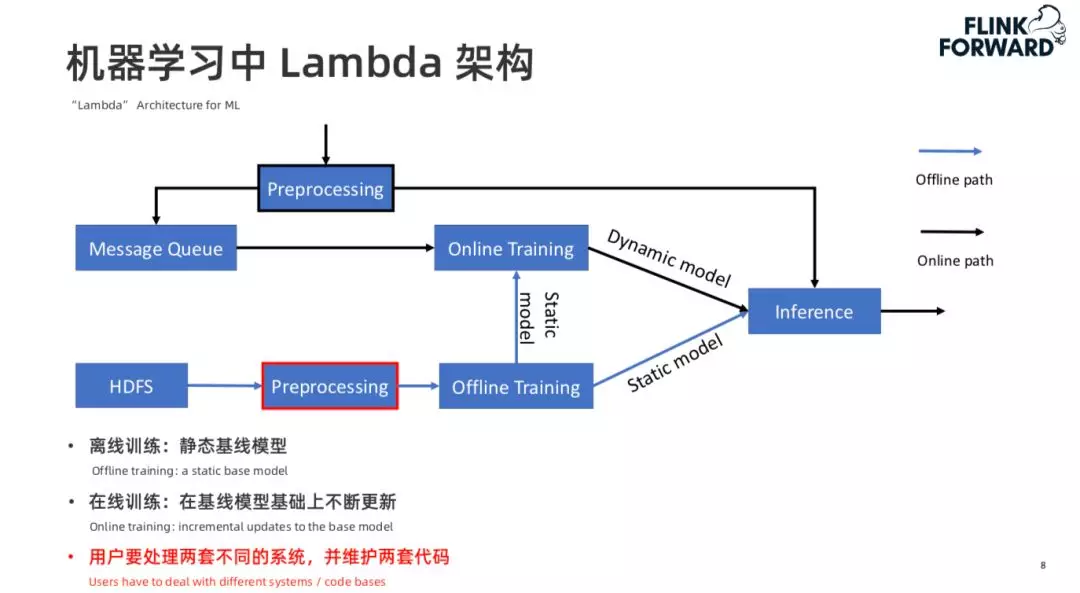 FLINK
FORWARD
机器学习中 Lambda 架构
“Lambda” Architecture for ML
Preprocessing
Offline path
Message Queue
Online Training
Dynamic model
Online path
Static
model
Inference
Static model
HDFS
Preprocessing
Offline Training
• 离线训练：静态基线模型
Offline training: a static base model
• 在线训练：在基线模型基础上不断更新
Online training: incremental updates to the base model
• 用户要处理两套不同的系统，并维护两套代码
Users have to deal with different systems / code bases
8